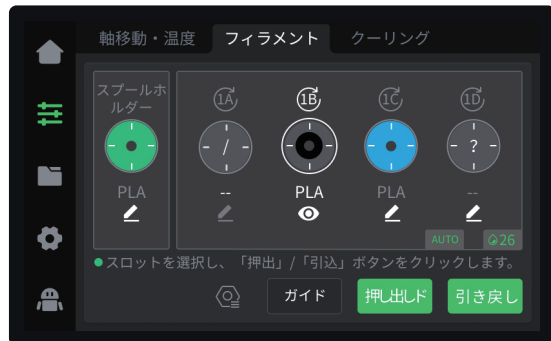 軸移動・温度 フィラメント クーリング
スプールホ
ルダー
1A 1B 1C 1D
/ ?
PLA -- PLA PLA --
AUTO 26
スロットを選択し、「押出」/「引込」ボタンをクリックします。
ガイド 押し出しド 引き戻し